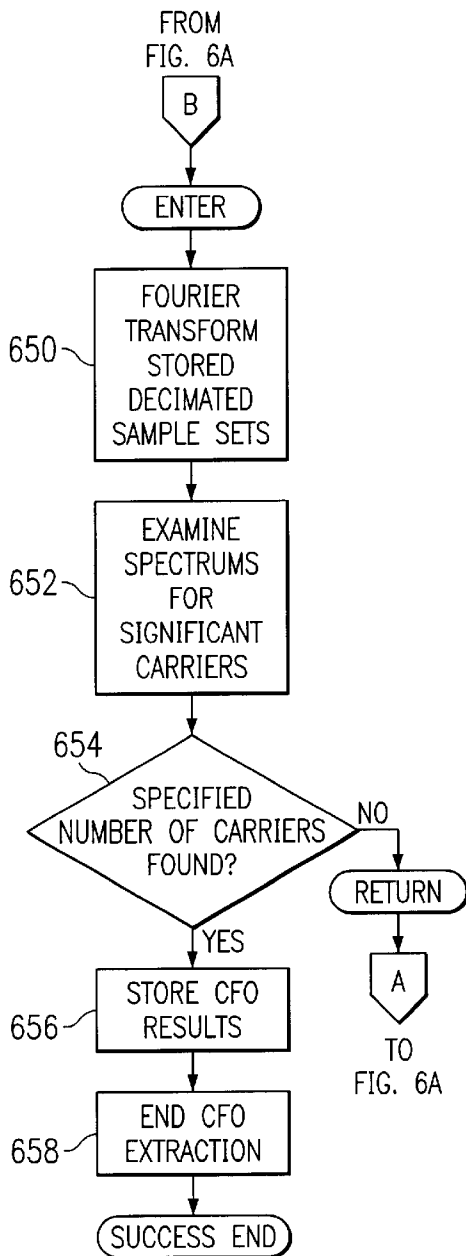 FROM
FIG. 6A
B
ENTER
650
FOURIER
TRANSFORM
STORED
DECIMATED
SAMPLE SETS
652
EXAMINE
SPECTRUMS
FOR
SIGNIFICANT
CARRIERS
654
SPECIFIED
NUMBER OF CARRIERS
FOUND?
NO
RETURN
A
TO
FIG. 6A
YES
656
STORE CFO
RESULTS
658
END CFO
EXTRACTION
SUCCESS END